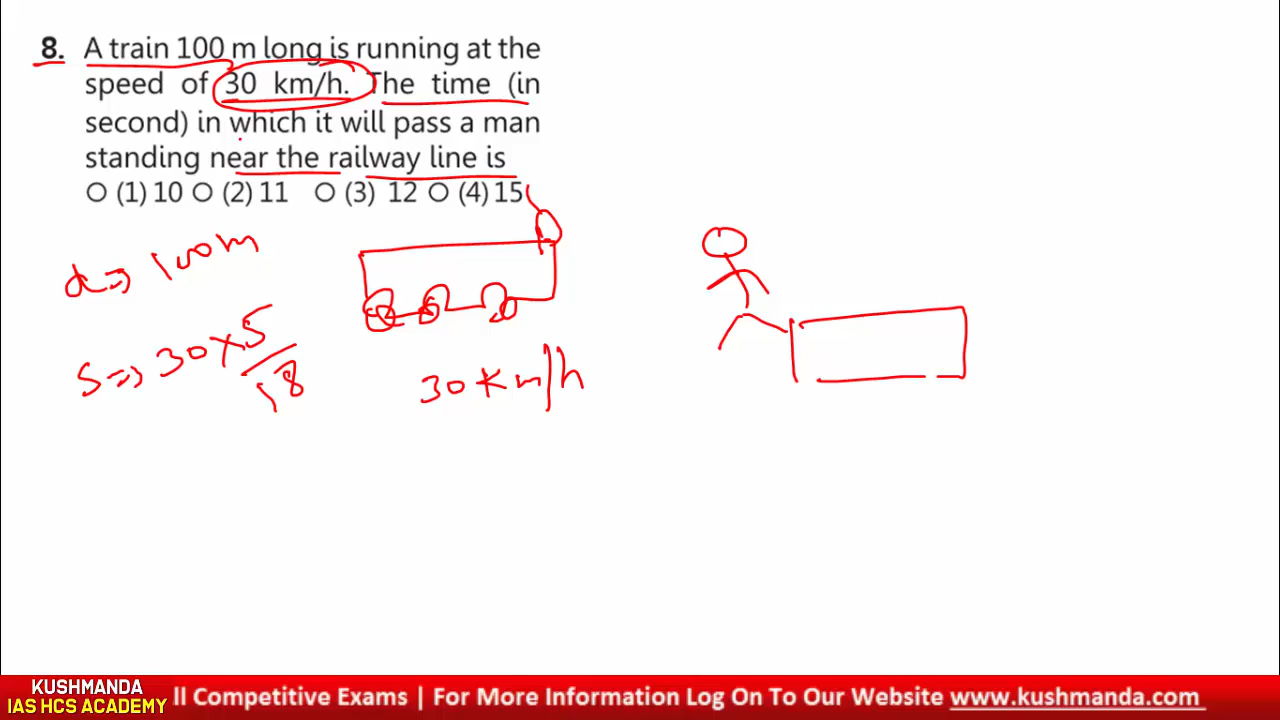 8. A train 100 m long is running at the
speed of 30 km/h. The time (in
second) in which it will pass a man
standing near the railway line is
(1) 10 (2) 11 (3) 12 (4) 15
d => 100m
S => 30 × 5/18
30 Km/h
KUSHMANDA
IAS HCS ACADEMY
ll Competitive Exams | For More Information Log On To Our Website www.kushmanda.com